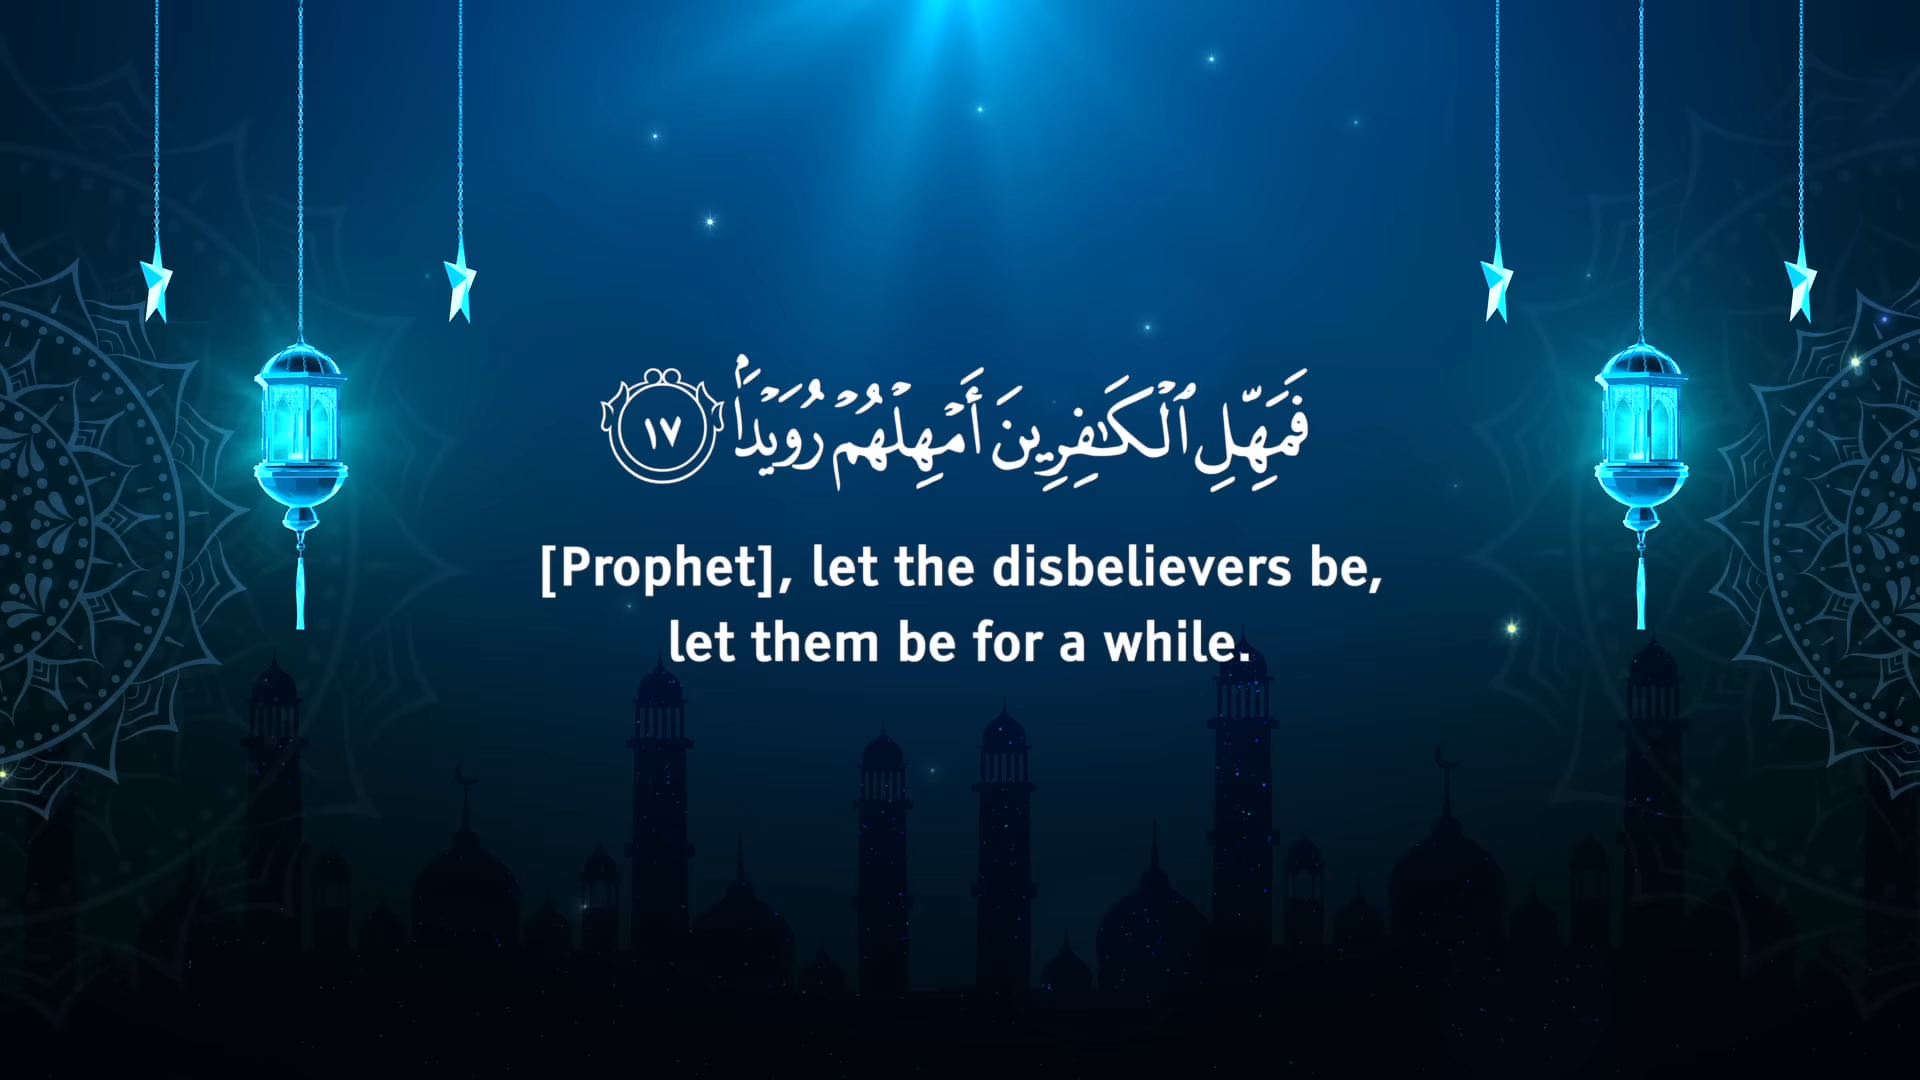 فَمَهِّلِ ٱلۡكَٰفِرِينَ أَمۡهِلۡهُمۡ رُوَيۡدَۢا ١٧
[Prophet], let the disbelievers be,
let them be for a while.